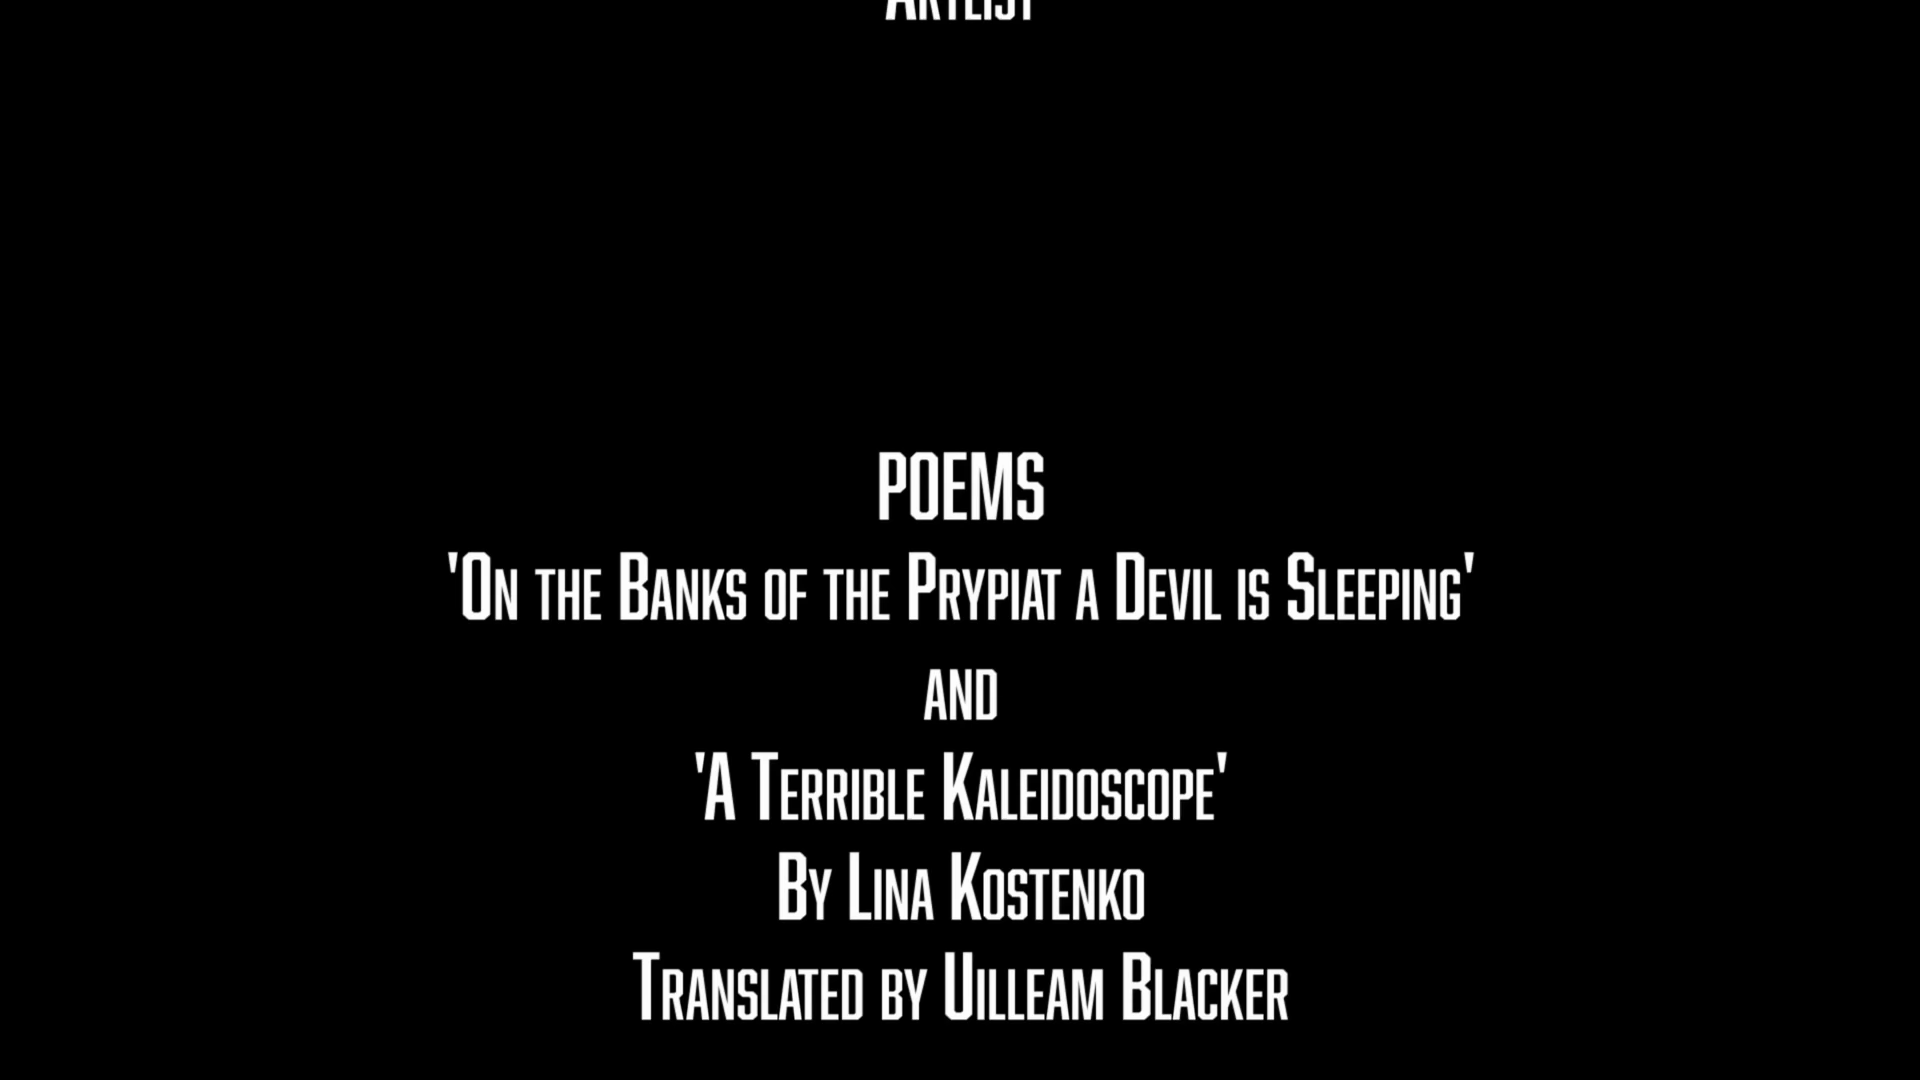 Artlist
POEMS
'On the Banks of the Prypiat a Devil is Sleeping'
and
'A Terrible Kaleidoscope'
By Lina Kostenko
Translated by Uilleam Blacker